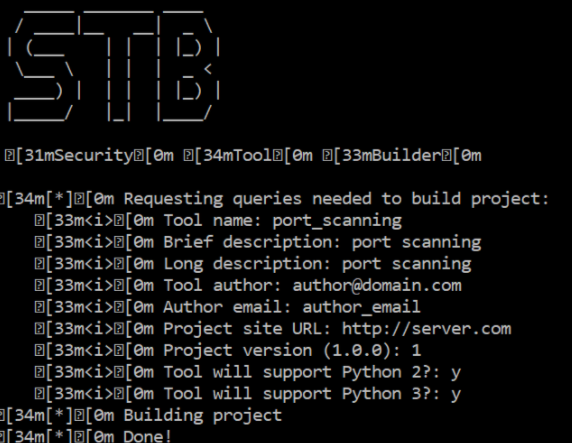 STB
␛[31mSecurity␛[0m ␛[34mTool␛[0m ␛[33mBuilder␛[0m
␛[34m[*]␛[0m Requesting queries needed to build project:
␛[33m<i>␛[0m Tool name: port_scanning
␛[33m<i>␛[0m Brief description: port scanning
␛[33m<i>␛[0m Long description: port scanning
␛[33m<i>␛[0m Tool author: author@domain.com
␛[33m<i>␛[0m Author email: author_email
␛[33m<i>␛[0m Project site URL: http://server.com
␛[33m<i>␛[0m Project version (1.0.0): 1
␛[33m<i>␛[0m Tool will support Python 2?: y
␛[33m<i>␛[0m Tool will support Python 3?: y
␛[34m[*]␛[0m Building project
␛[34m[*]␛[0m Done!